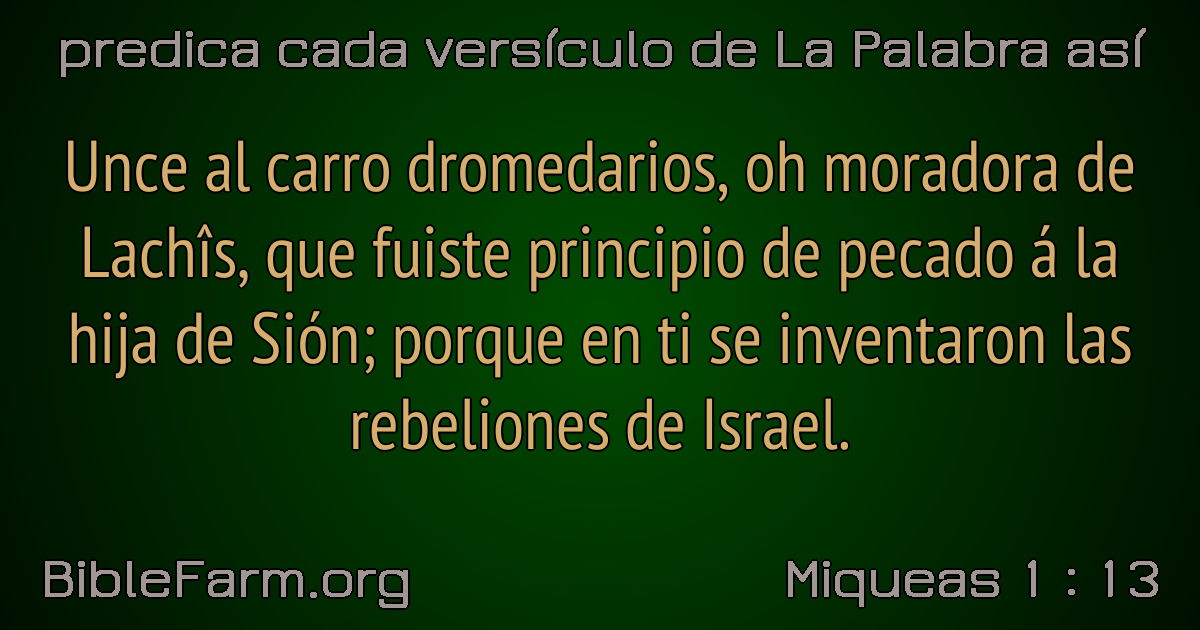 predica cada versículo de La Palabra así
Unce al carro dromedarios, oh moradora de
Lachîs, que fuiste principio de pecado á la
hija de Sión; porque en ti se inventaron las
rebeliones de Israel.
BibleFarm.org
Miqueas 1 : 13